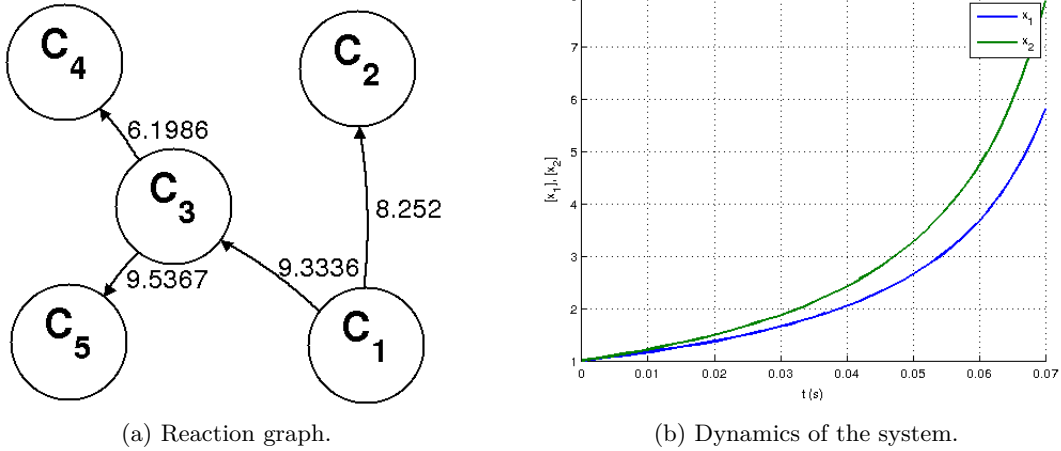 C4
C2
6.1986
C3
8.252
9.5367
9.3336
C5
C1
(a) Reaction graph.
x1
x2
7
6
5
4
3
2
1
[x1], [x2]
0 0.01 0.02 0.03 0.04 0.05 0.06 0.07
t (s)
(b) Dynamics of the system.